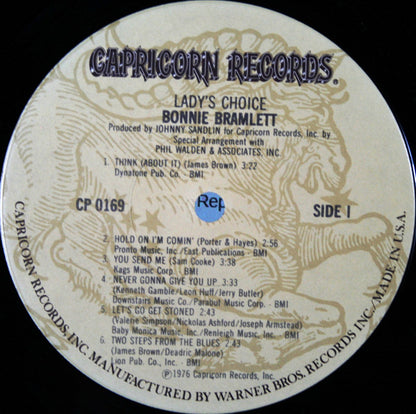 CAPRICORN RECORDS®
LADY'S CHOICE
BONNIE BRAMLETT
Produced by JOHNNY SANDLIN for Capricorn Records, Inc. by
Special Arrangement with
PHIL WALDEN & ASSOCIATES, INC
1. THINK (ABOUT IT) (James Brown) 3:22
Dynatone Pub. Co. - BMI
CP 0169
Rep
SIDE I
2. HOLD ON I'M COMIN' (Porter & Hayes) 2:56
Pronto Music, Inc/East Publications - BMI
3. YOU SEND ME (Sam Cooke) 3:38
Kags Music Corp. - BMI
4. NEVER GONNA GIVE YOU UP 3:33
(Kenneth Gamble/Leon Huff/Jerry Butler)
Downstairs Music Co./Parabut Music Corp. - BMI
5. LET'S GO GET STONED 2:43
(Valerie Simpson/Nickolas Ashford/Joseph Armstead)
Baby Monica Music, Inc./Renleigh Music, Inc. - BMI
6. TWO STEPS FROM THE BLUES 2:43
(James Brown/Deadric Malone)
Lion Pub. Co., Inc. - BMI
℗1976 Capricorn Records, Inc.
CAPRICORN RECORDS, INC. MANUFACTURED BY WARNER BROS. RECORDS INC. MADE IN U.S.A.